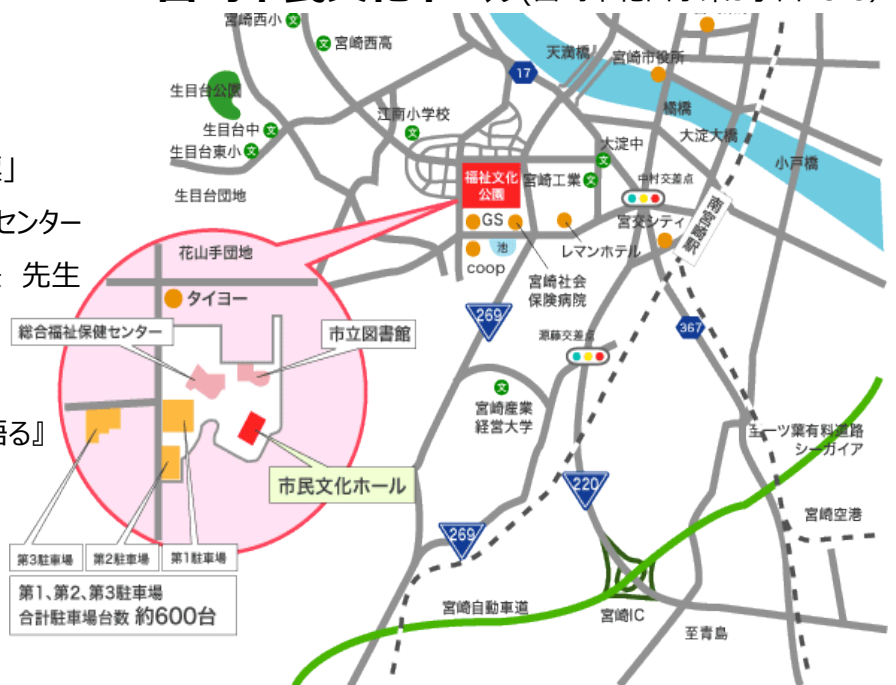 宮崎西小
文
文
宮崎西高
天満橋
宮崎市役所
17
生目台公園
江南小学校
文
橘橋
生目台中
文
大淀中
文
大淀大橋
生目台東小
文
小戸橋
」
福祉文化
公園
宮崎工業
文
中村交差点
生目台団地
南宮崎駅
センター
GS
宮交シティ
池
レマンホテル
花山手団地
coop
先生
宮崎社会
保険病院
タイヨー
269
367
総合福祉保健センター
市立図書館
源藤交差点
文
宮崎産業
経営大学
語る』
至一ツ葉有料道路
シーガイア
市民文化ホール
220
宮崎空港
269
第3駐車場
第2駐車場
第1駐車場
第1、第2、第3駐車場
合計駐車場台数 約600台
宮崎自動車道
宮崎IC
至青島